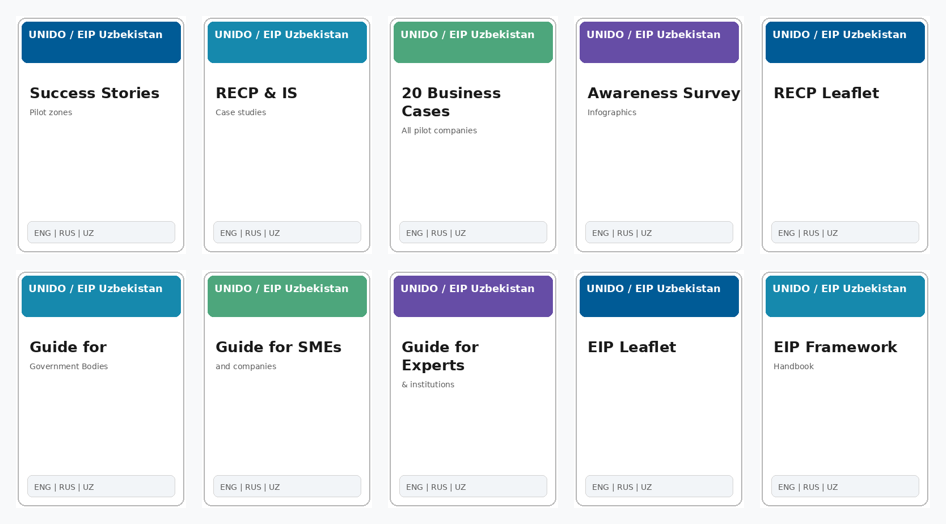 UNIDO / EIP Uzbekistan
Success Stories
Pilot zones
ENG | RUS | UZ
UNIDO / EIP Uzbekistan
RECP & IS
Case studies
ENG | RUS | UZ
UNIDO / EIP Uzbekistan
20 Business
Cases
All pilot companies
ENG | RUS | UZ
UNIDO / EIP Uzbekistan
Awareness Survey
Infographics
ENG | RUS | UZ
UNIDO / EIP Uzbekistan
RECP Leaflet
ENG | RUS | UZ
UNIDO / EIP Uzbekistan
Guide for
Government Bodies
ENG | RUS | UZ
UNIDO / EIP Uzbekistan
Guide for SMEs
and companies
ENG | RUS | UZ
UNIDO / EIP Uzbekistan
Guide for
Experts
& institutions
ENG | RUS | UZ
UNIDO / EIP Uzbekistan
EIP Leaflet
ENG | RUS | UZ
UNIDO / EIP Uzbekistan
EIP Framework
Handbook
ENG | RUS | UZ